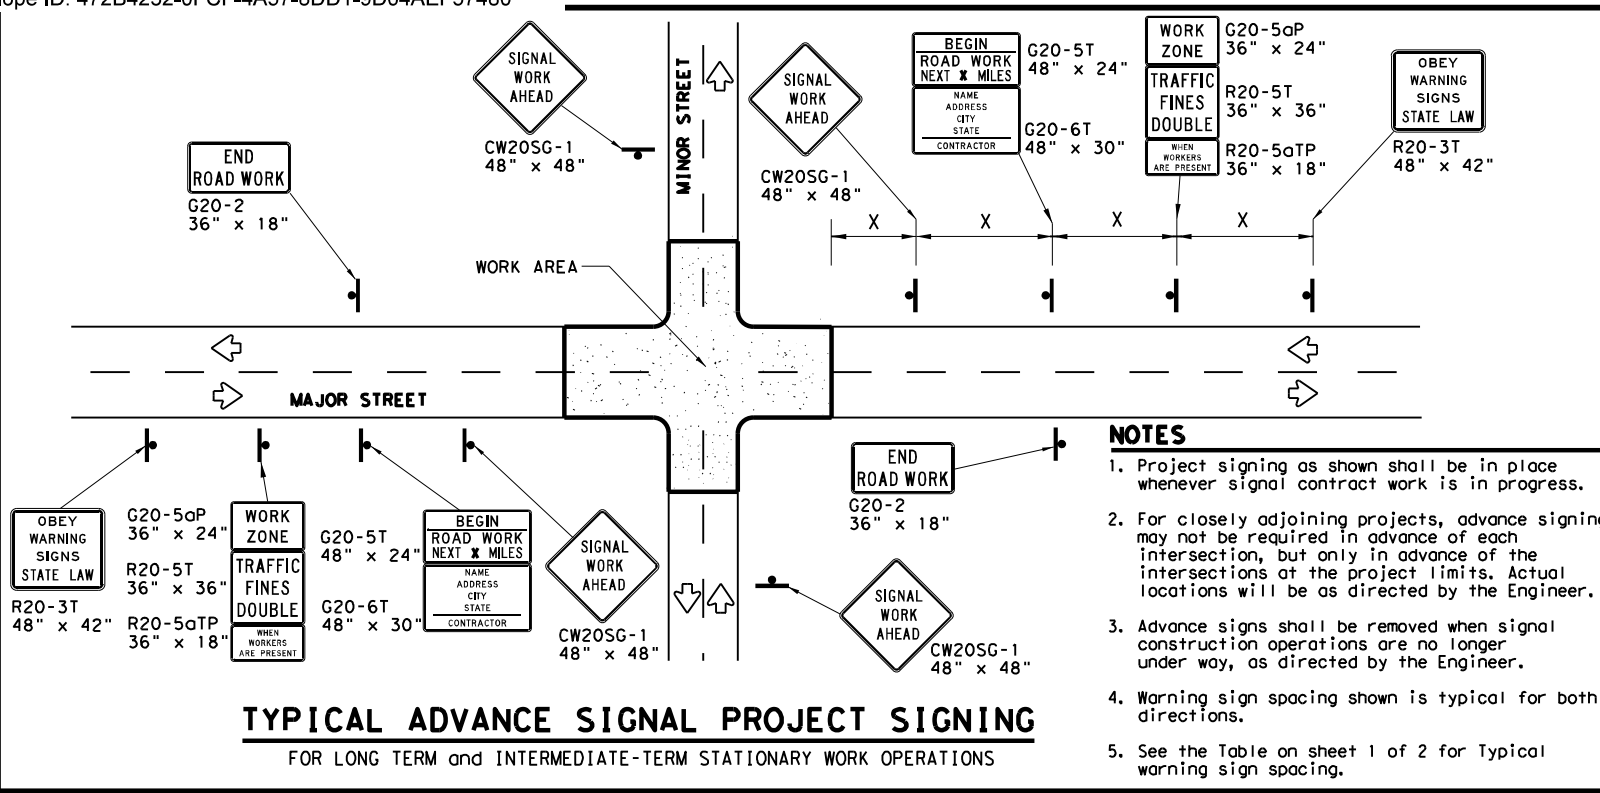 SIGNAL
WORK
AHEAD
CW20SG-1
48" x 48"
END
ROAD WORK
G20-2
36" x 18"
MINOR STREET
SIGNAL
WORK
AHEAD
CW20SG-1
48" x 48"
BEGIN
ROAD WORK
NEXT X MILES
NAME
ADDRESS
CITY
STATE
CONTRACTOR
G20-5T
48" x 24"
G20-6T
48" x 30"
WORK
ZONE
TRAFFIC
FINES
DOUBLE
WHEN
WORKERS
ARE PRESENT
G20-5aP
36" x 24"
R20-5T
36" x 36"
R20-5aTP
36" x 18"
OBEY
WARNING
SIGNS
STATE LAW
R20-3T
48" x 42"
X
X
X
X
WORK AREA
MAJOR STREET
OBEY
WARNING
SIGNS
STATE LAW
R20-3T
48" x 42"
G20-5aP
36" x 24"
R20-5T
36" x 36"
R20-5aTP
36" x 18"
WORK
ZONE
TRAFFIC
FINES
DOUBLE
WHEN
WORKERS
ARE PRESENT
G20-5T
48" x 24"
G20-6T
48" x 30"
BEGIN
ROAD WORK
NEXT X MILES
NAME
ADDRESS
CITY
STATE
CONTRACTOR
SIGNAL
WORK
AHEAD
CW20SG-1
48" x 48"
END
ROAD WORK
G20-2
36" x 18"
SIGNAL
WORK
AHEAD
CW20SG-1
48" x 48"
TYPICAL ADVANCE SIGNAL PROJECT SIGNING
FOR LONG TERM and INTERMEDIATE-TERM STATIONARY WORK OPERATIONS
NOTES
1. Project signing as shown shall be in place
whenever signal contract work is in progress.
2. For closely adjoining projects, advance signing
may not be required in advance of each
intersection, but only in advance of the
intersections at the project limits. Actual
locations will be as directed by the Engineer.
3. Advance signs shall be removed when signal
construction operations are no longer
under way, as directed by the Engineer.
4. Warning sign spacing shown is typical for both
directions.
5. See the Table on sheet 1 of 2 for Typical
warning sign spacing.